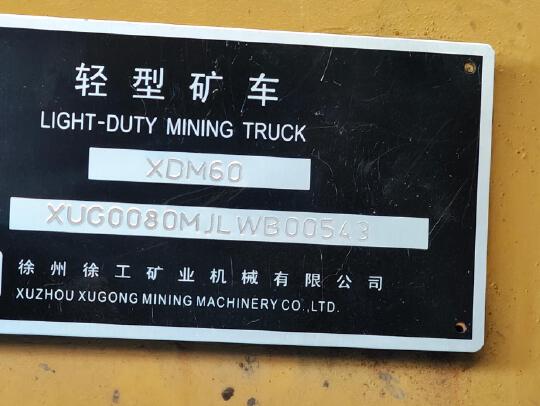 轻型矿车
LIGHT-DUTY MINING TRUCK
XDM60
XUG0080MJLWB00543
徐州徐工矿业机械有限公司
XUZHOU XUGONG MINING MACHINERY CO.,LTD.